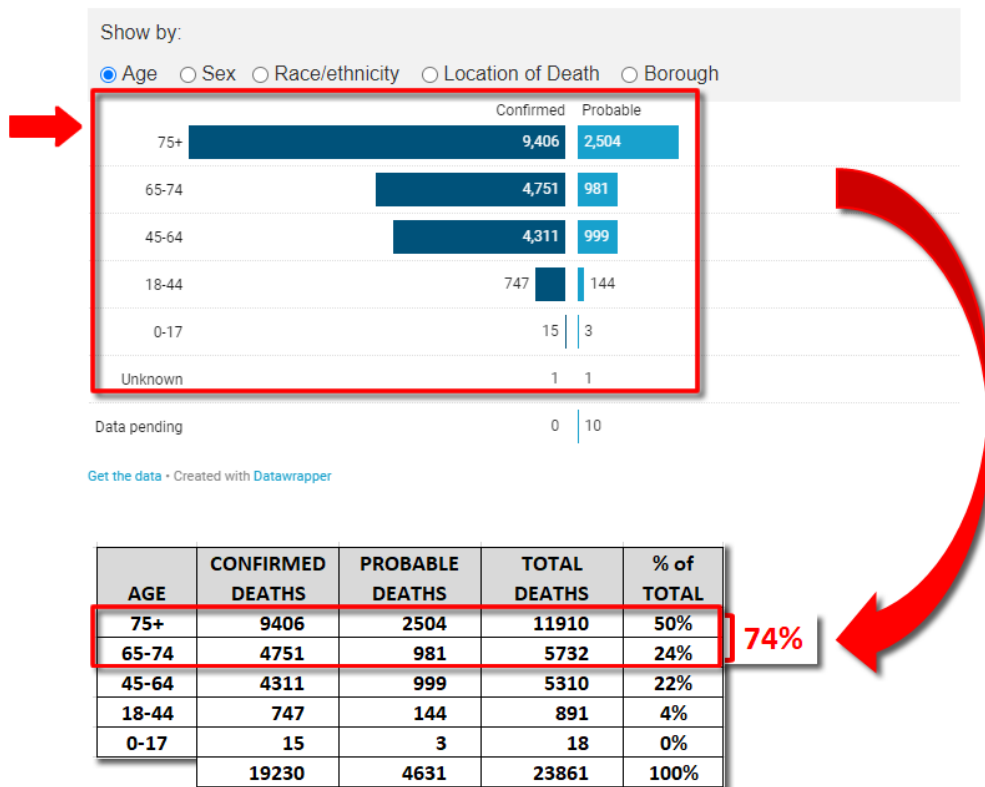 Show by:
Age Sex Race/ethnicity Location of Death Borough
Confirmed Probable
75+ 9,406 2,504
65-74 4,751 981
45-64 4,311 999
18-44 747 144
0-17 15 3
Unknown 1 1
Data pending 0 10
Get the data • Created with Datawrapper
CONFIRMED PROBABLE TOTAL % of
AGE DEATHS DEATHS DEATHS TOTAL
75+ 9406 2504 11910 50%
74%
65-74 4751 981 5732 24%
45-64 4311 999 5310 22%
18-44 747 144 891 4%
0-17 15 3 18 0%
19230 4631 23861 100%